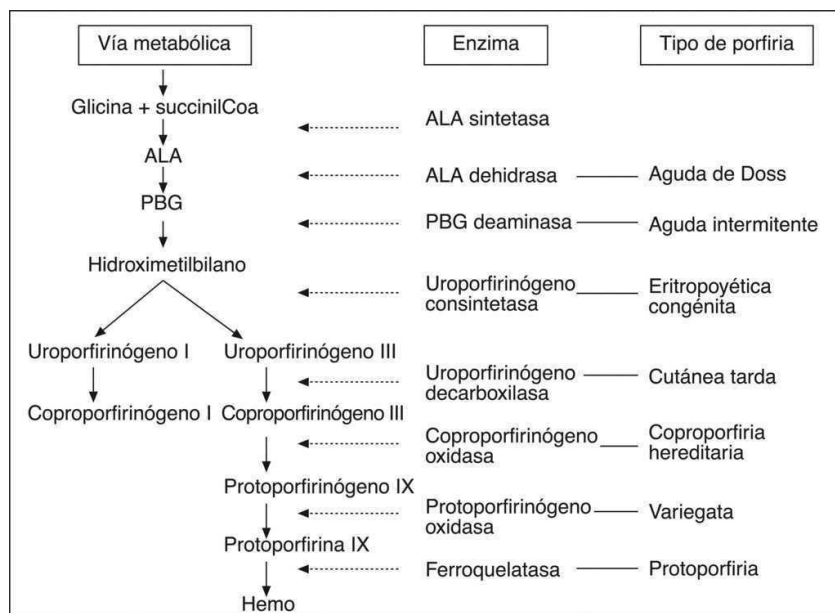 Vía metabólica
Enzima
Tipo de porfiria
Glicina + succinilCoa
ALA sintetasa
ALA
ALA dehidrasa
Aguda de Doss
PBG
PBG deaminasa
Aguda intermitente
Hidroximetilbilano
Uroporfirinógeno
consintetasa
Eritropoyética
congénita
Uroporfirinógeno I
Uroporfirinógeno III
Uroporfirinógeno
decarboxilasa
Cutánea tarda
Coproporfirinógeno I
Coproporfirinógeno III
Coproporfirinógeno
oxidasa
Coproporfiria
hereditaria
Protoporfirinógeno IX
Protoporfirinógeno
oxidasa
Variegata
Protoporfirina IX
Ferroquelatasa
Protoporfiria
Hemo